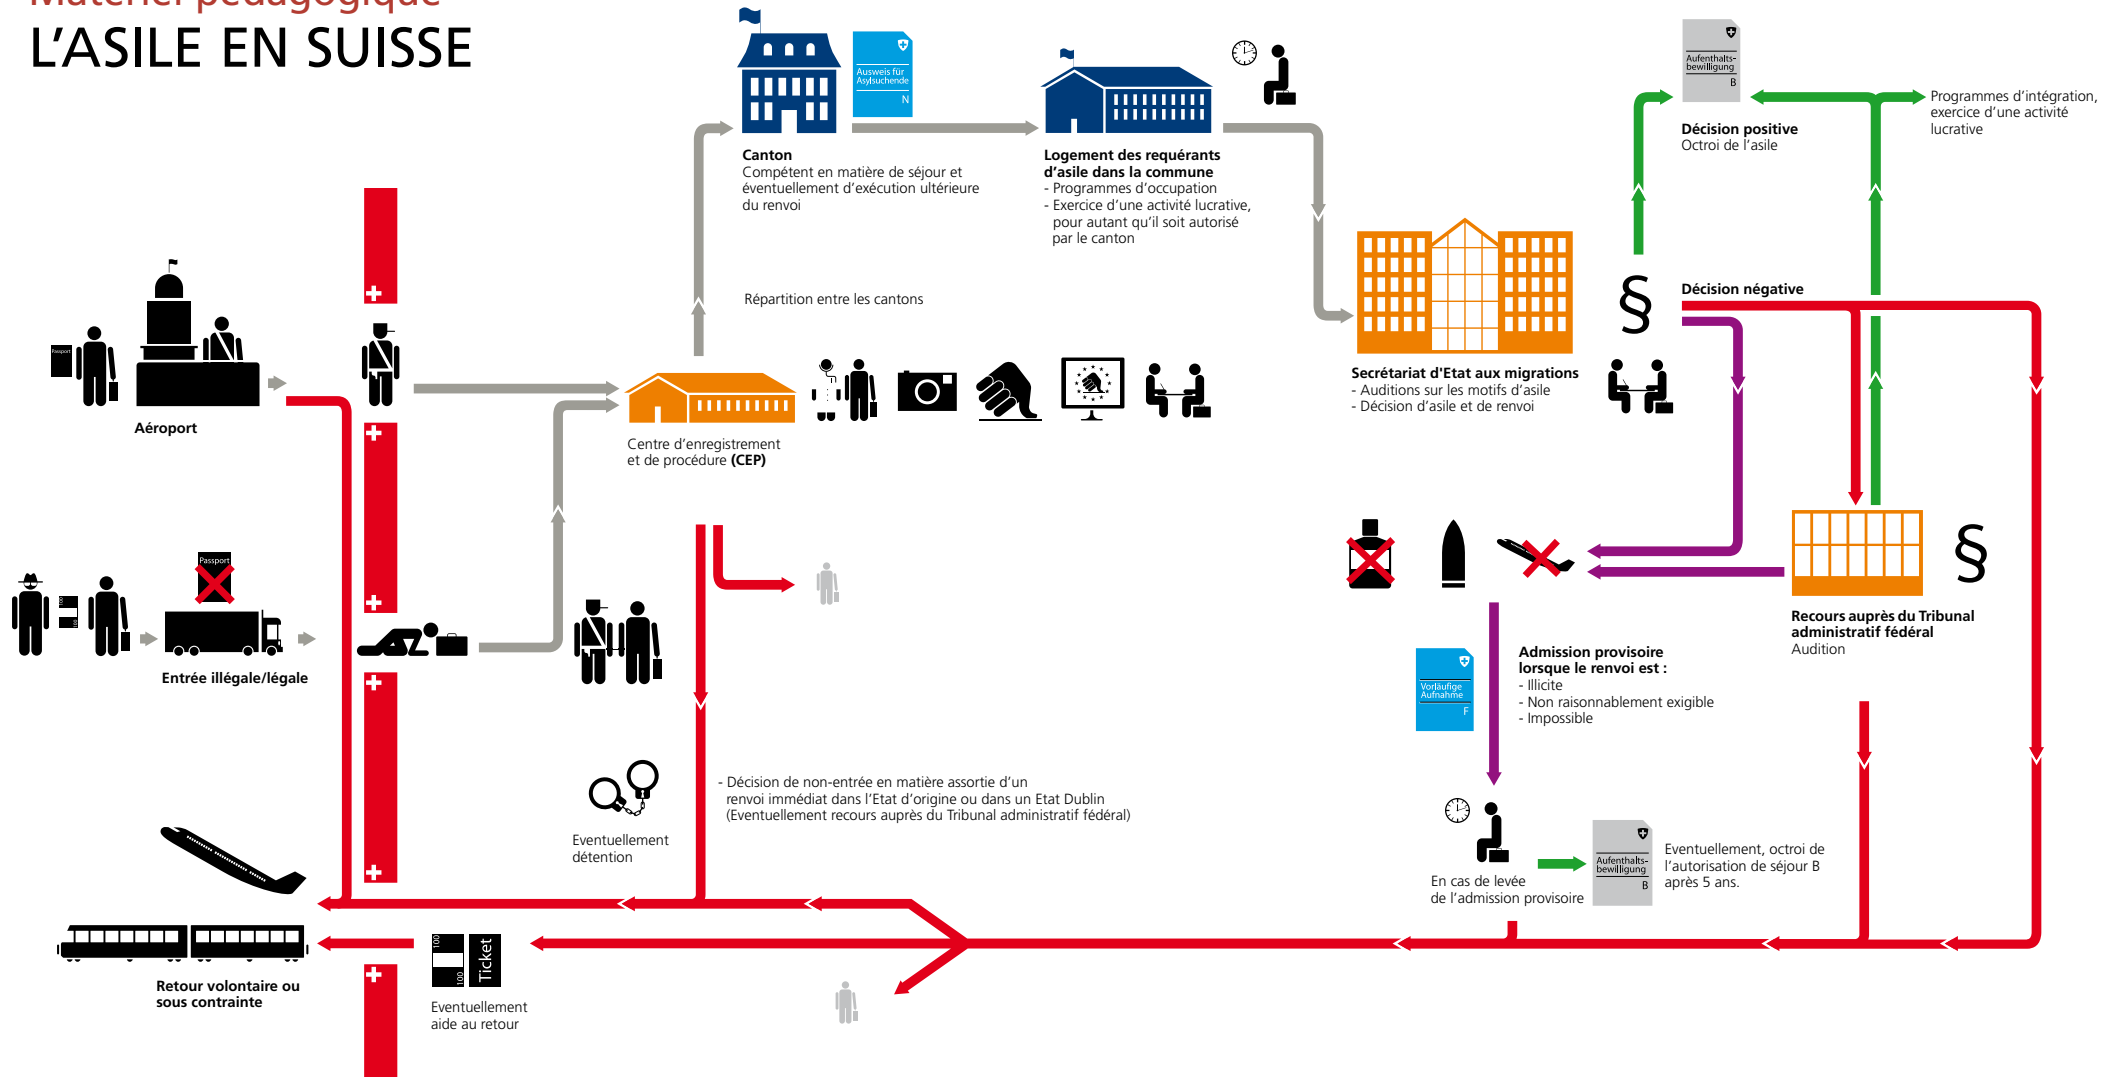 Matériel pédagogique
L'ASILE EN SUISSE
Ausweis für
Asylsuchende
N
Canton
Compétent en matière de séjour et
éventuellement d'exécution ultérieure
du renvoi
Logement des requérants
d'asile dans la commune
- Programmes d'occupation
- Exercice d'une activité lucrative,
pour autant qu'il soit autorisé
par le canton
Aufenthalts-
bewilligung
B
Décision positive
Octroi de l'asile
Programmes d'intégration,
exercice d'une activité
lucrative
Répartition entre les cantons
Décision négative
§
Passport
Aéroport
Centre d'enregistrement
et de procédure (CEP)
Secrétariat d'Etat aux migrations
- Auditions sur les motifs d'asile
- Décision d'asile et de renvoi
Passport
100
100
Entrée illégale/légale
§
Recours auprès du Tribunal
administratif fédéral
Audition
Vorläufige
Aufnahme
F
Admission provisoire
lorsque le renvoi est :
- Illicite
- Non raisonnablement exigible
- Impossible
- Décision de non-entrée en matière assortie d'un
renvoi immédiat dans l'Etat d'origine ou dans un Etat Dublin
(Eventuellement recours auprès du Tribunal administratif fédéral)
Eventuellement
détention
En cas de levée
de l'admission provisoire
Aufenthalts-
bewilligung
B
Eventuellement, octroi de
l'autorisation de séjour B
après 5 ans.
Retour volontaire ou
sous contrainte
100
100
Ticket
Eventuellement
aide au retour